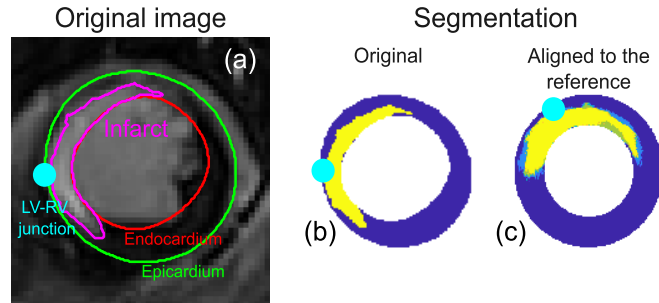 Original image
Segmentation
(a)
Infarct
LV-RV
junction
Endocardium
Epicardium
Original
(b)
Aligned to the
reference
(c)